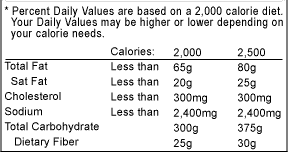 * Percent Daily Values are based on a 2,000 calorie diet.
Your Daily Values may be higher or lower depending on
your calorie needs.
Calories: 2,000 2,500
Total Fat Less than 65g 80g
Sat Fat Less than 20g 25g
Cholesterol Less than 300mg 300mg
Sodium Less than 2,400mg 2,400mg
Total Carbohydrate 300g 375g
Dietary Fiber 25g 30g